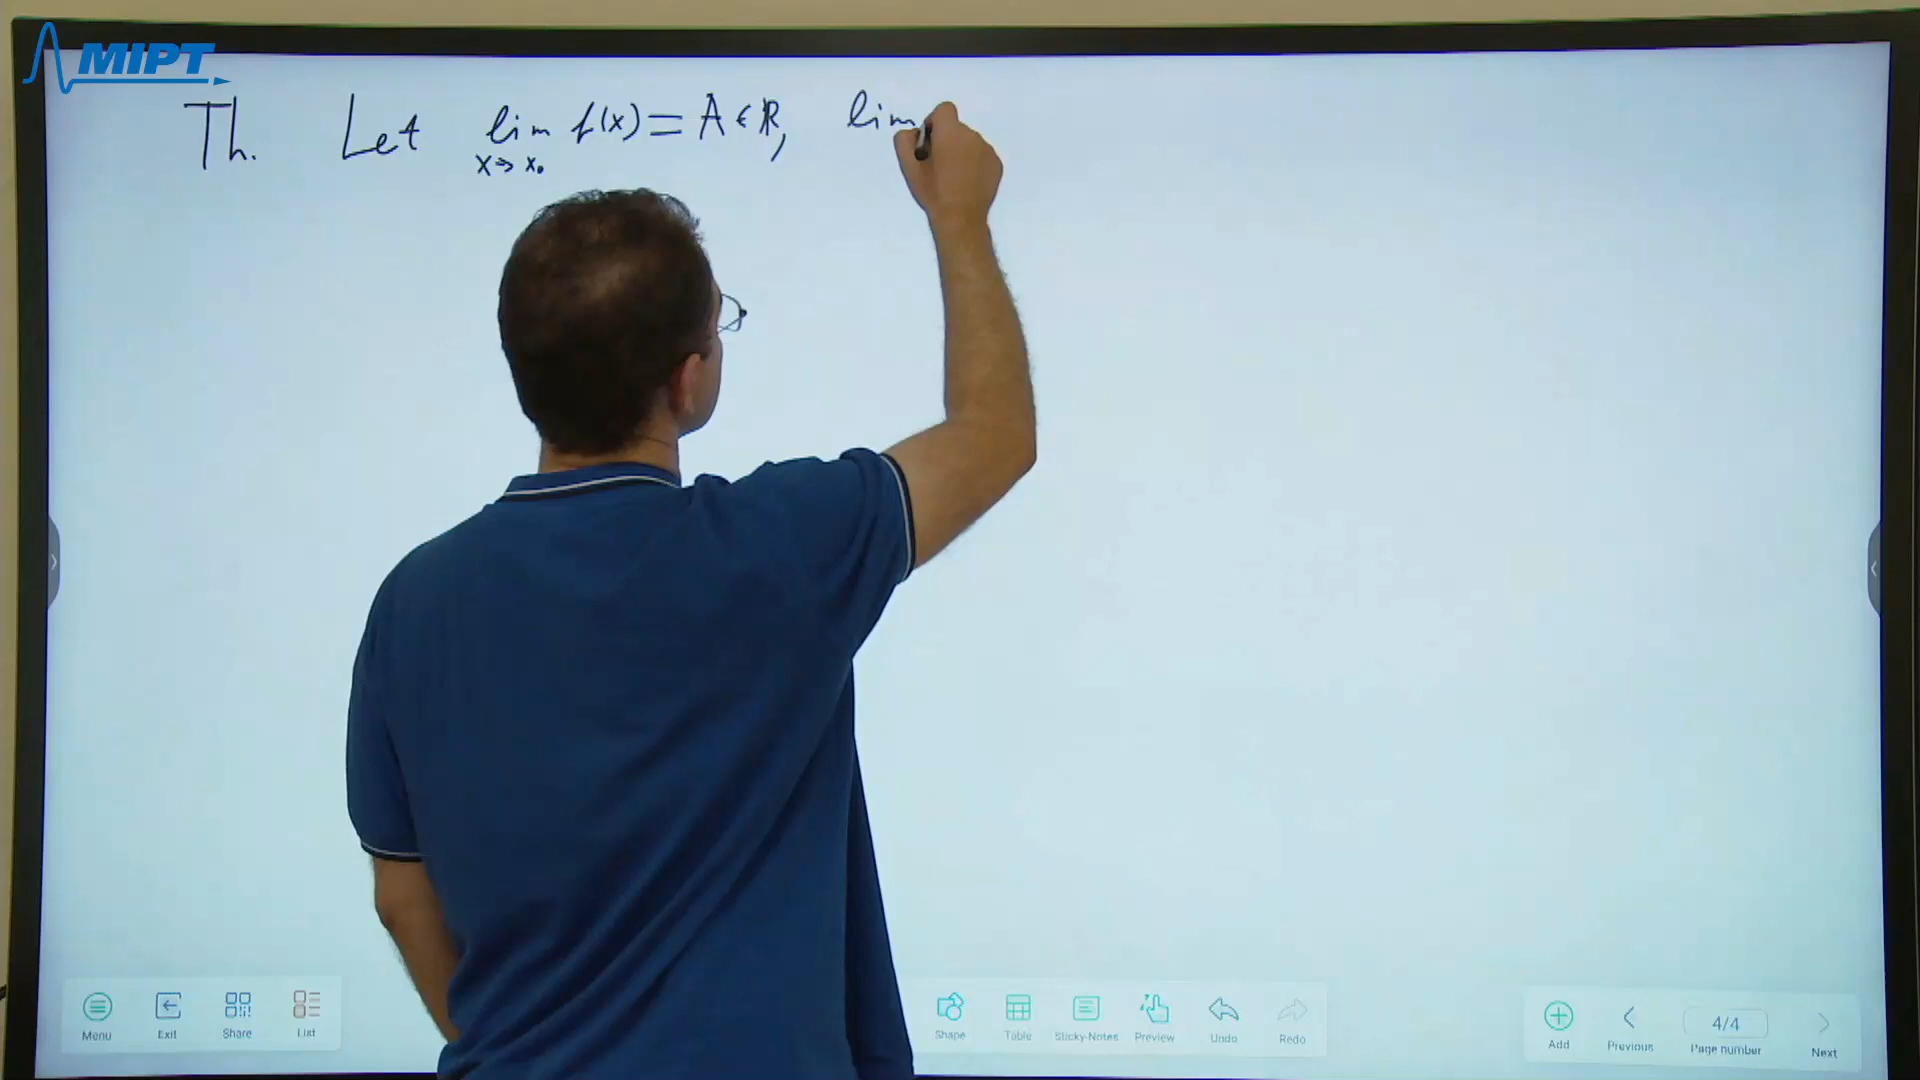 MIPT
Th. Let lim f(x) = A ∈ ℝ, lim
x → x₀
Menu Exit Share List Shape Table Sticky-Notes Preview Undo Redo Add Previous 4/4 Page number Next